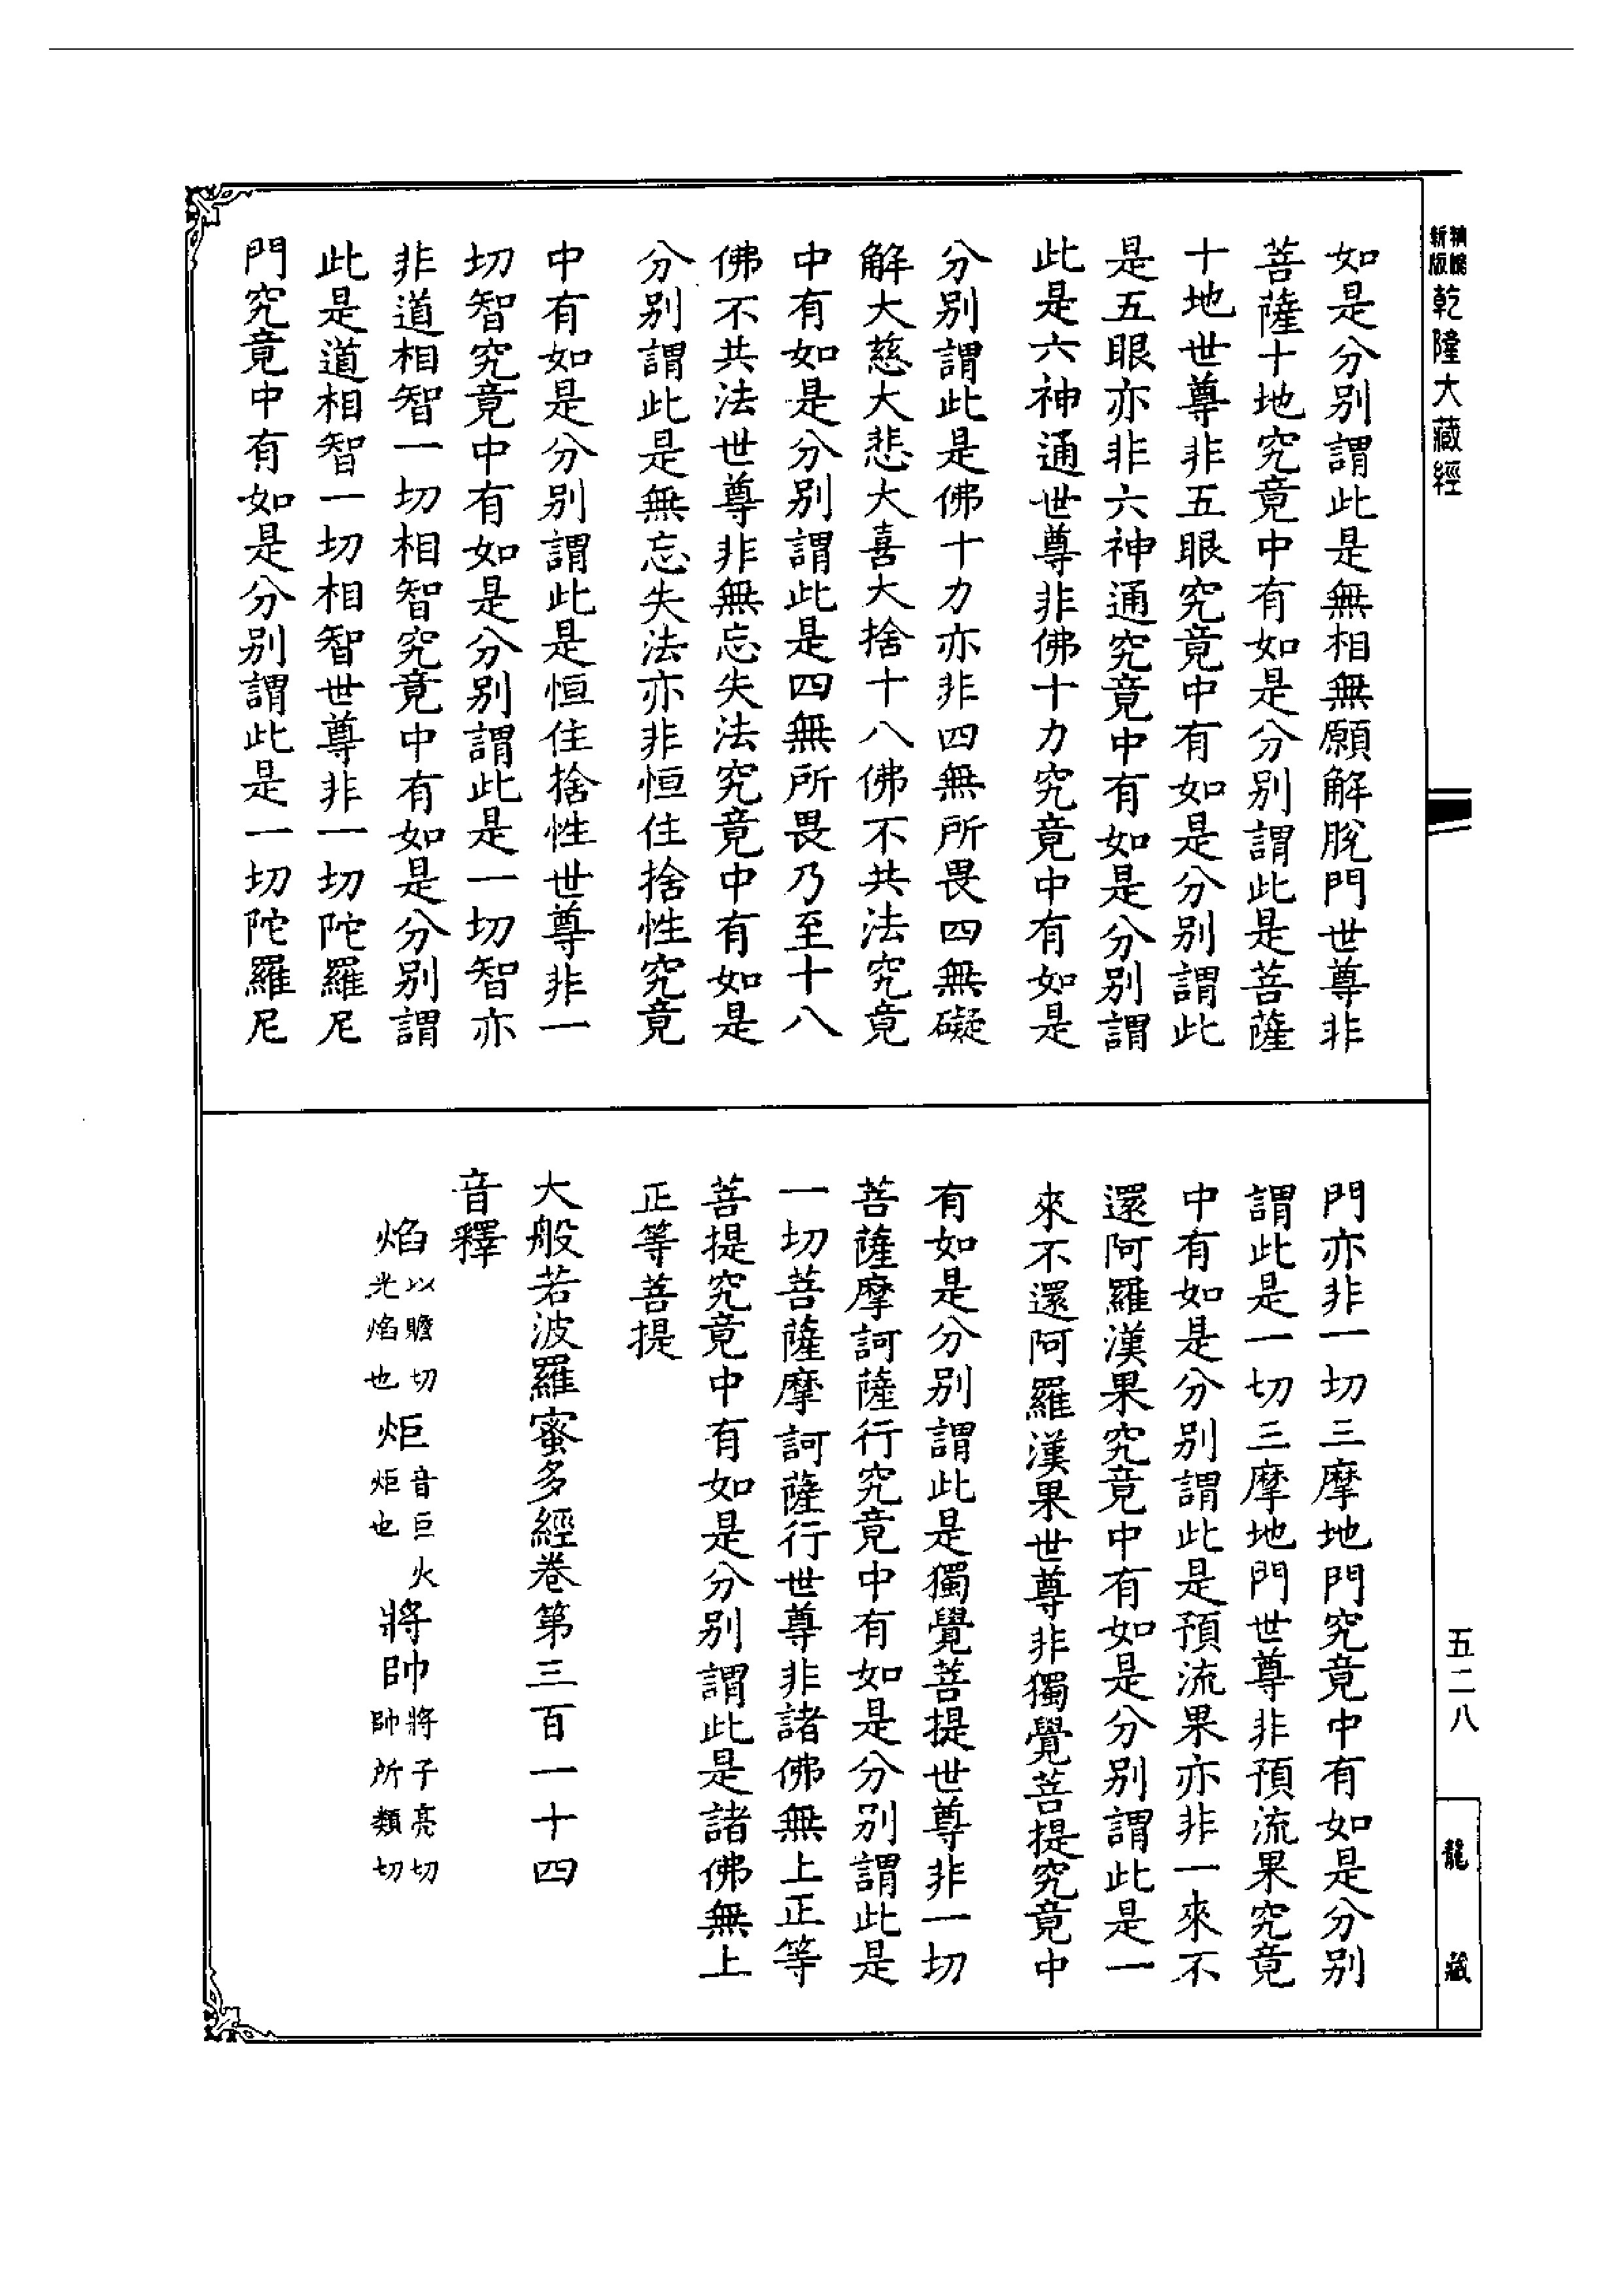 新版乾隆大藏經
如是分別謂此是無相無願解脫門世尊非
菩薩十地究竟中有如是分別謂此是菩薩
十地世尊非五眼究竟中有如是分別謂此
是五眼亦非六神通究竟中有如是分別謂
此是六神通世尊非佛十力究竟中有如是
分別謂此是佛十力亦非四無所畏四無礙
解大慈大悲大喜大捨十八佛不共法究竟
中有如是分別謂此是四無所畏乃至十八
佛不共法世尊非無忘失法究竟中有如是
分別謂此是無忘失法亦非恒住捨性究竟
中有如是分別謂此是恒住捨性世尊非一
切智究竟中有如是分別謂此是一切智亦
非道相智一切相智究竟中有如是分別謂
此是道相智一切相智世尊非一切陀羅尼
門究竟中有如是分別謂此是一切陀羅尼
門亦非一切三摩地門究竟中有如是分別
謂此是一切三摩地門世尊非預流果究竟
中有如是分別謂此是預流果亦非一來不
還阿羅漢果究竟中有如是分別謂此是一
來不還阿羅漢果世尊非獨覺菩提究竟中
有如是分別謂此是獨覺菩提世尊非一切
菩薩摩訶薩行究竟中有如是分別謂此是
一切菩薩摩訶薩行世尊非諸佛無上正等
菩提究竟中有如是分別謂此是諸佛無上
正等菩提
大般若波羅蜜多經卷第三百一十四
音釋
焰以贍切光焰也炬音巨火炬也將帥將子亮切帥所類切
五二八
龍藏